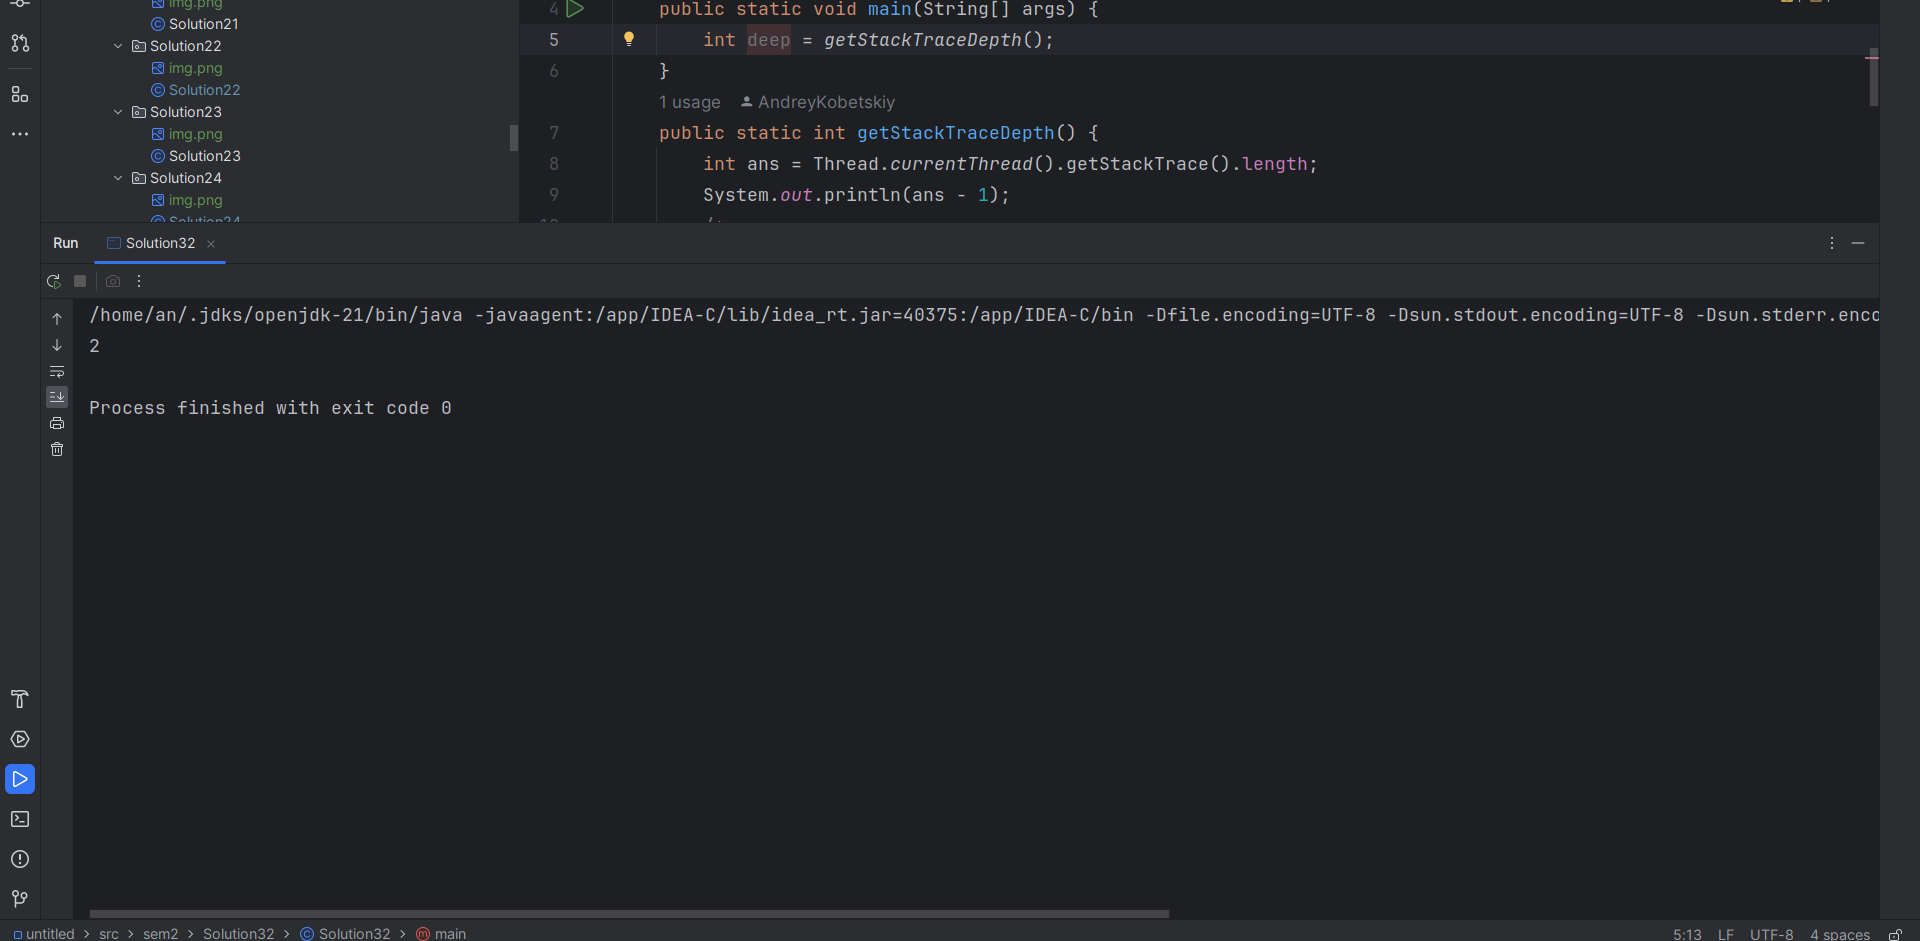 img.png
Solution21
Solution22
img.png
Solution22
Solution23
img.png
Solution23
Solution24
img.png
Solution24
4 public static void main(String[] args) {
5 int deep = getStackTraceDepth();
6 }
1 usage AndreyKobetskiy
7 public static int getStackTraceDepth() {
8 int ans = Thread.currentThread().getStackTrace().length;
9 System.out.println(ans - 1);
Run Solution32
/home/an/.jdks/openjdk-21/bin/java -javaagent:/app/IDEA-C/lib/idea_rt.jar=40375:/app/IDEA-C/bin -Dfile.encoding=UTF-8 -Dsun.stdout.encoding=UTF-8 -Dsun.stderr.enco
2
Process finished with exit code 0
untitled > src > sem2 > Solution32 > Solution32 > main 5:13 LF UTF-8 4 spaces